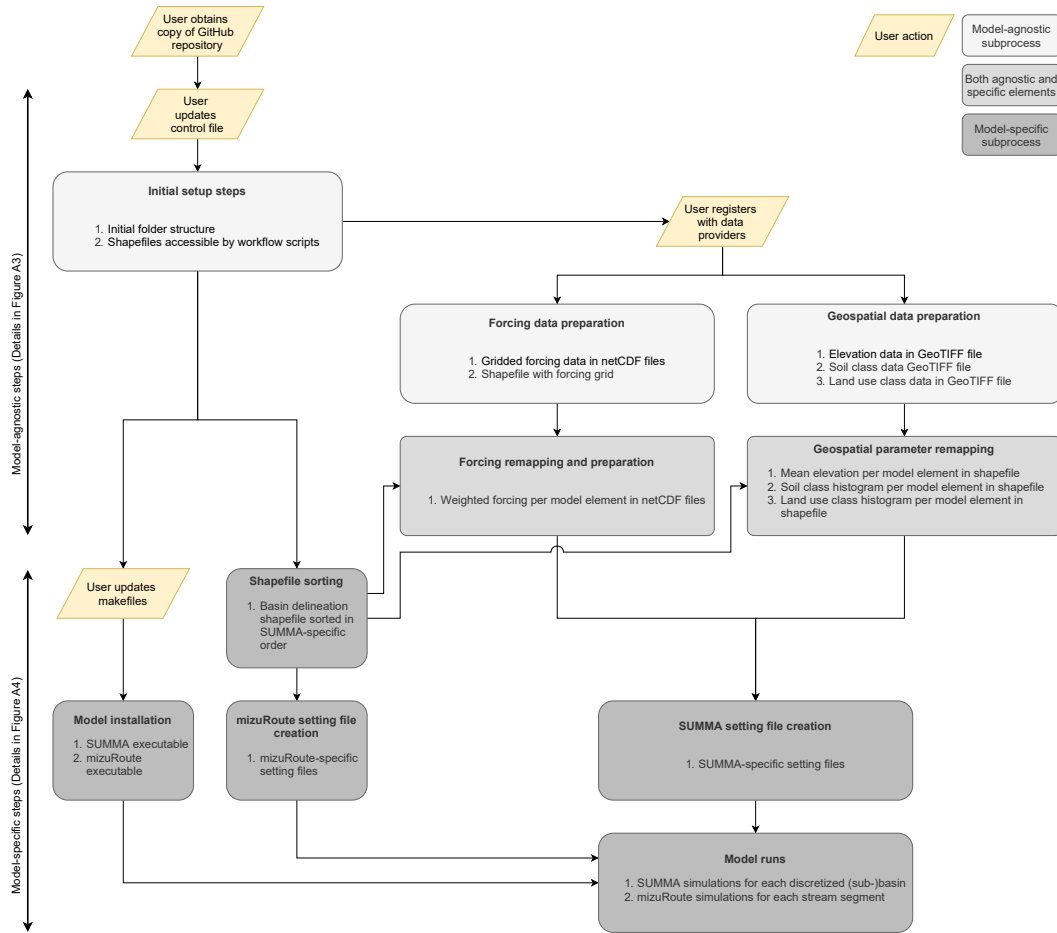 User obtains
copy of GitHub
repository
User action
Model-agnostic
subprocess
Both agnostic and
specific elements
Model-specific
subprocess
User
updates
control file
Model-agnostic steps (Details in Figure A3)
Initial setup steps
1. Initial folder structure
2. Shapefiles accessible by workflow scripts
User registers
with data
providers
Forcing data preparation
1. Gridded forcing data in netCDF files
2. Shapefile with forcing grid
Geospatial data preparation
1. Elevation data in GeoTIFF file
2. Soil class data GeoTIFF file
3. Land use class data in GeoTIFF file
Forcing remapping and preparation
1. Weighted forcing per model element in netCDF files
Geospatial parameter remapping
1. Mean elevation per model element in shapefile
2. Soil class histogram per model element in shapefile
3. Land use class histogram per model element in
shapefile
Model-specific steps (Details in Figure A4)
User updates
makefiles
Shapefile sorting
1. Basin delineation
shapefile sorted in
SUMMA-specific
order
Model installation
1. SUMMA executable
2. mizuRoute
executable
mizuRoute setting file
creation
1. mizuRoute-specific
setting files
SUMMA setting file creation
1. SUMMA-specific setting files
Model runs
1. SUMMA simulations for each discretized (sub-)basin
2. mizuRoute simulations for each stream segment